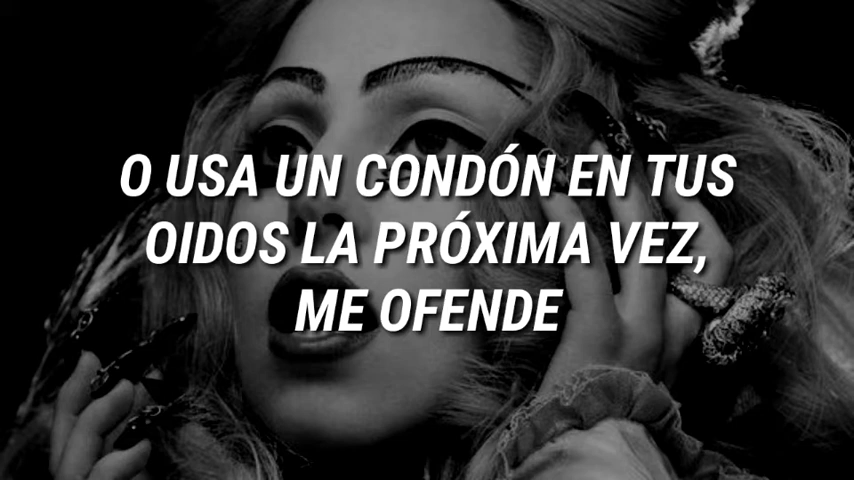 O USA UN CONDÓN EN TUS
OIDOS LA PRÓXIMA VEZ,
ME OFENDE